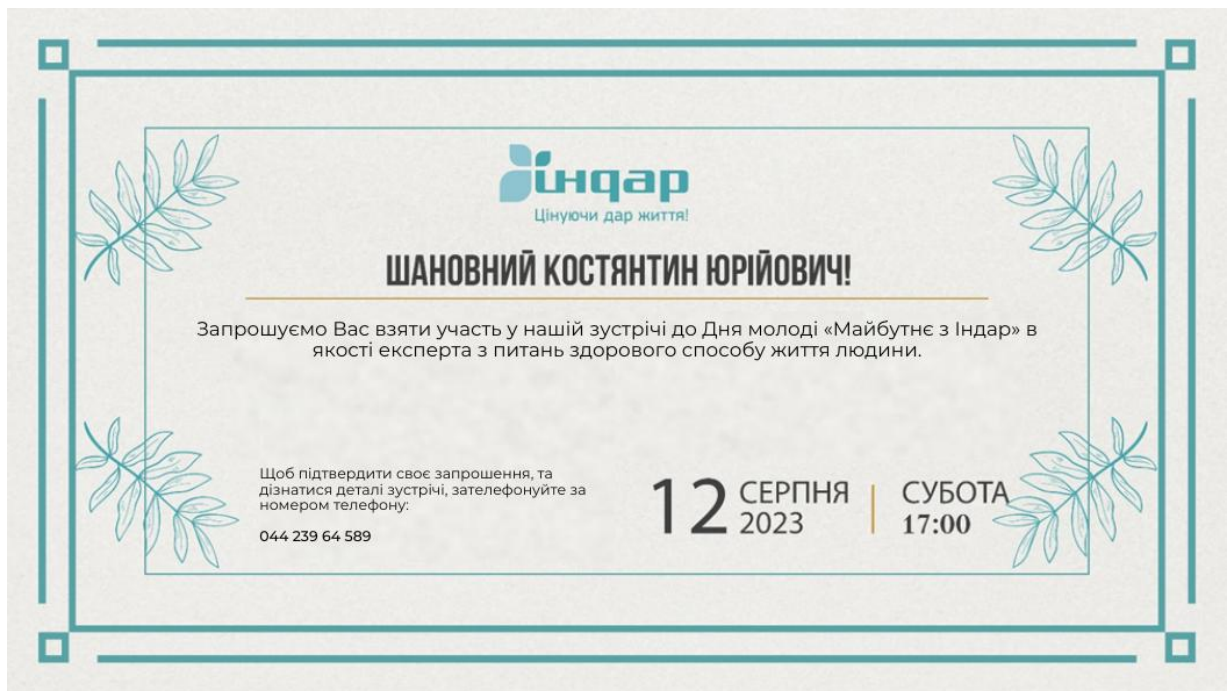 індар
Цінуючи дар життя!
ШАНОВНИЙ КОСТЯНТИН ЮРІЙОВИЧ!
Запрошуємо Вас взяти участь у нашій зустрічі до Дня молоді «Майбутнє з Індар» в
якості експерта з питань здорового способу життя людини.
Щоб підтвердити своє запрошення, та
дізнатися деталі зустрічі, зателефонуйте за
номером телефону:
044 239 64 589
12 СЕРПНЯ
2023
СУБОТА
17:00